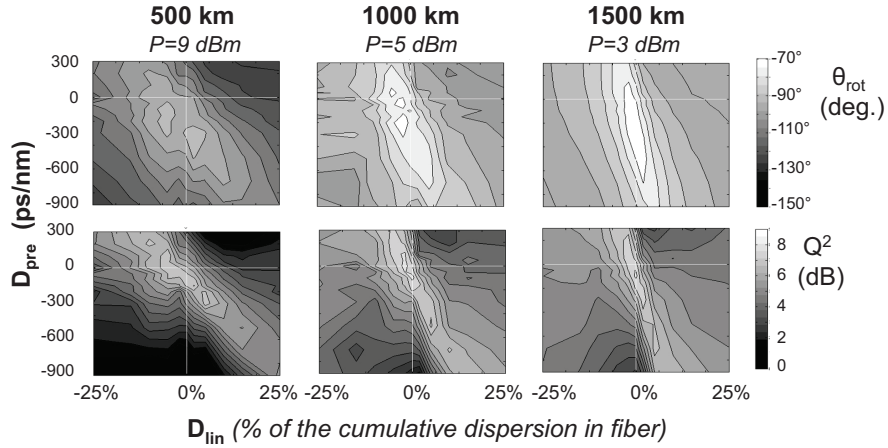 500 km 1000 km 1500 km
P=9 dBm P=5 dBm P=3 dBm
300
0
-300
-600
-900
-70°
-90°
-110°
-130°
-150°
θrot
(deg.)
Dpre (ps/nm)
300
0
-300
-600
-900
8
6
4
2
0
Q²
(dB)
-25% 0% 25% -25% 0% 25% -25% 0% 25%
Dlin (% of the cumulative dispersion in fiber)